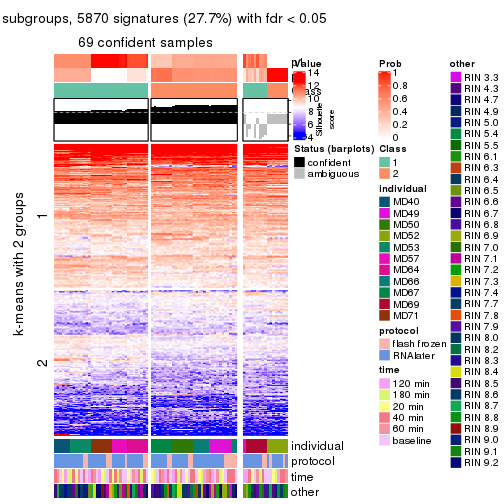 subgroups, 5870 signatures (27.7%) with fdr < 0.05
69 confident samples
k-means with 2 groups
1
2
Class
individual
protocol
time
other
Value
14
12
10
8
6
4
Silhouette
score
Status (barplots)
confident
ambiguous
Prob
1
0.8
0.6
0.4
0.2
0
Class
1
2
individual
MD40
MD49
MD50
MD52
MD53
MD57
MD64
MD66
MD67
MD69
MD71
protocol
flash frozen
RNAlater
time
120 min
180 min
20 min
40 min
60 min
baseline
other
RIN 3.3
RIN 4.3
RIN 4.7
RIN 4.9
RIN 5.0
RIN 5.4
RIN 5.5
RIN 6.1
RIN 6.3
RIN 6.4
RIN 6.5
RIN 6.6
RIN 6.7
RIN 6.8
RIN 6.9
RIN 7.0
RIN 7.1
RIN 7.2
RIN 7.3
RIN 7.4
RIN 7.7
RIN 7.8
RIN 7.9
RIN 8.0
RIN 8.2
RIN 8.3
RIN 8.4
RIN 8.5
RIN 8.6
RIN 8.7
RIN 8.8
RIN 8.9
RIN 9.0
RIN 9.1
RIN 9.2